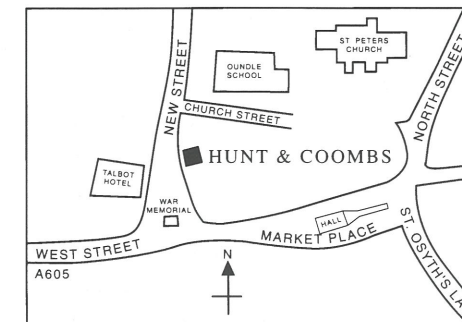 ST. PETERS
CHURCH
OUNDLE
SCHOOL
NEW STREET
CHURCH STREET
NORTH STREET
HUNT & COOMBS
TALBOT
HOTEL
WAR
MEMORIAL
HALL
MARKET PLACE
WEST STREET
A605
N
ST. OSYTH'S LA